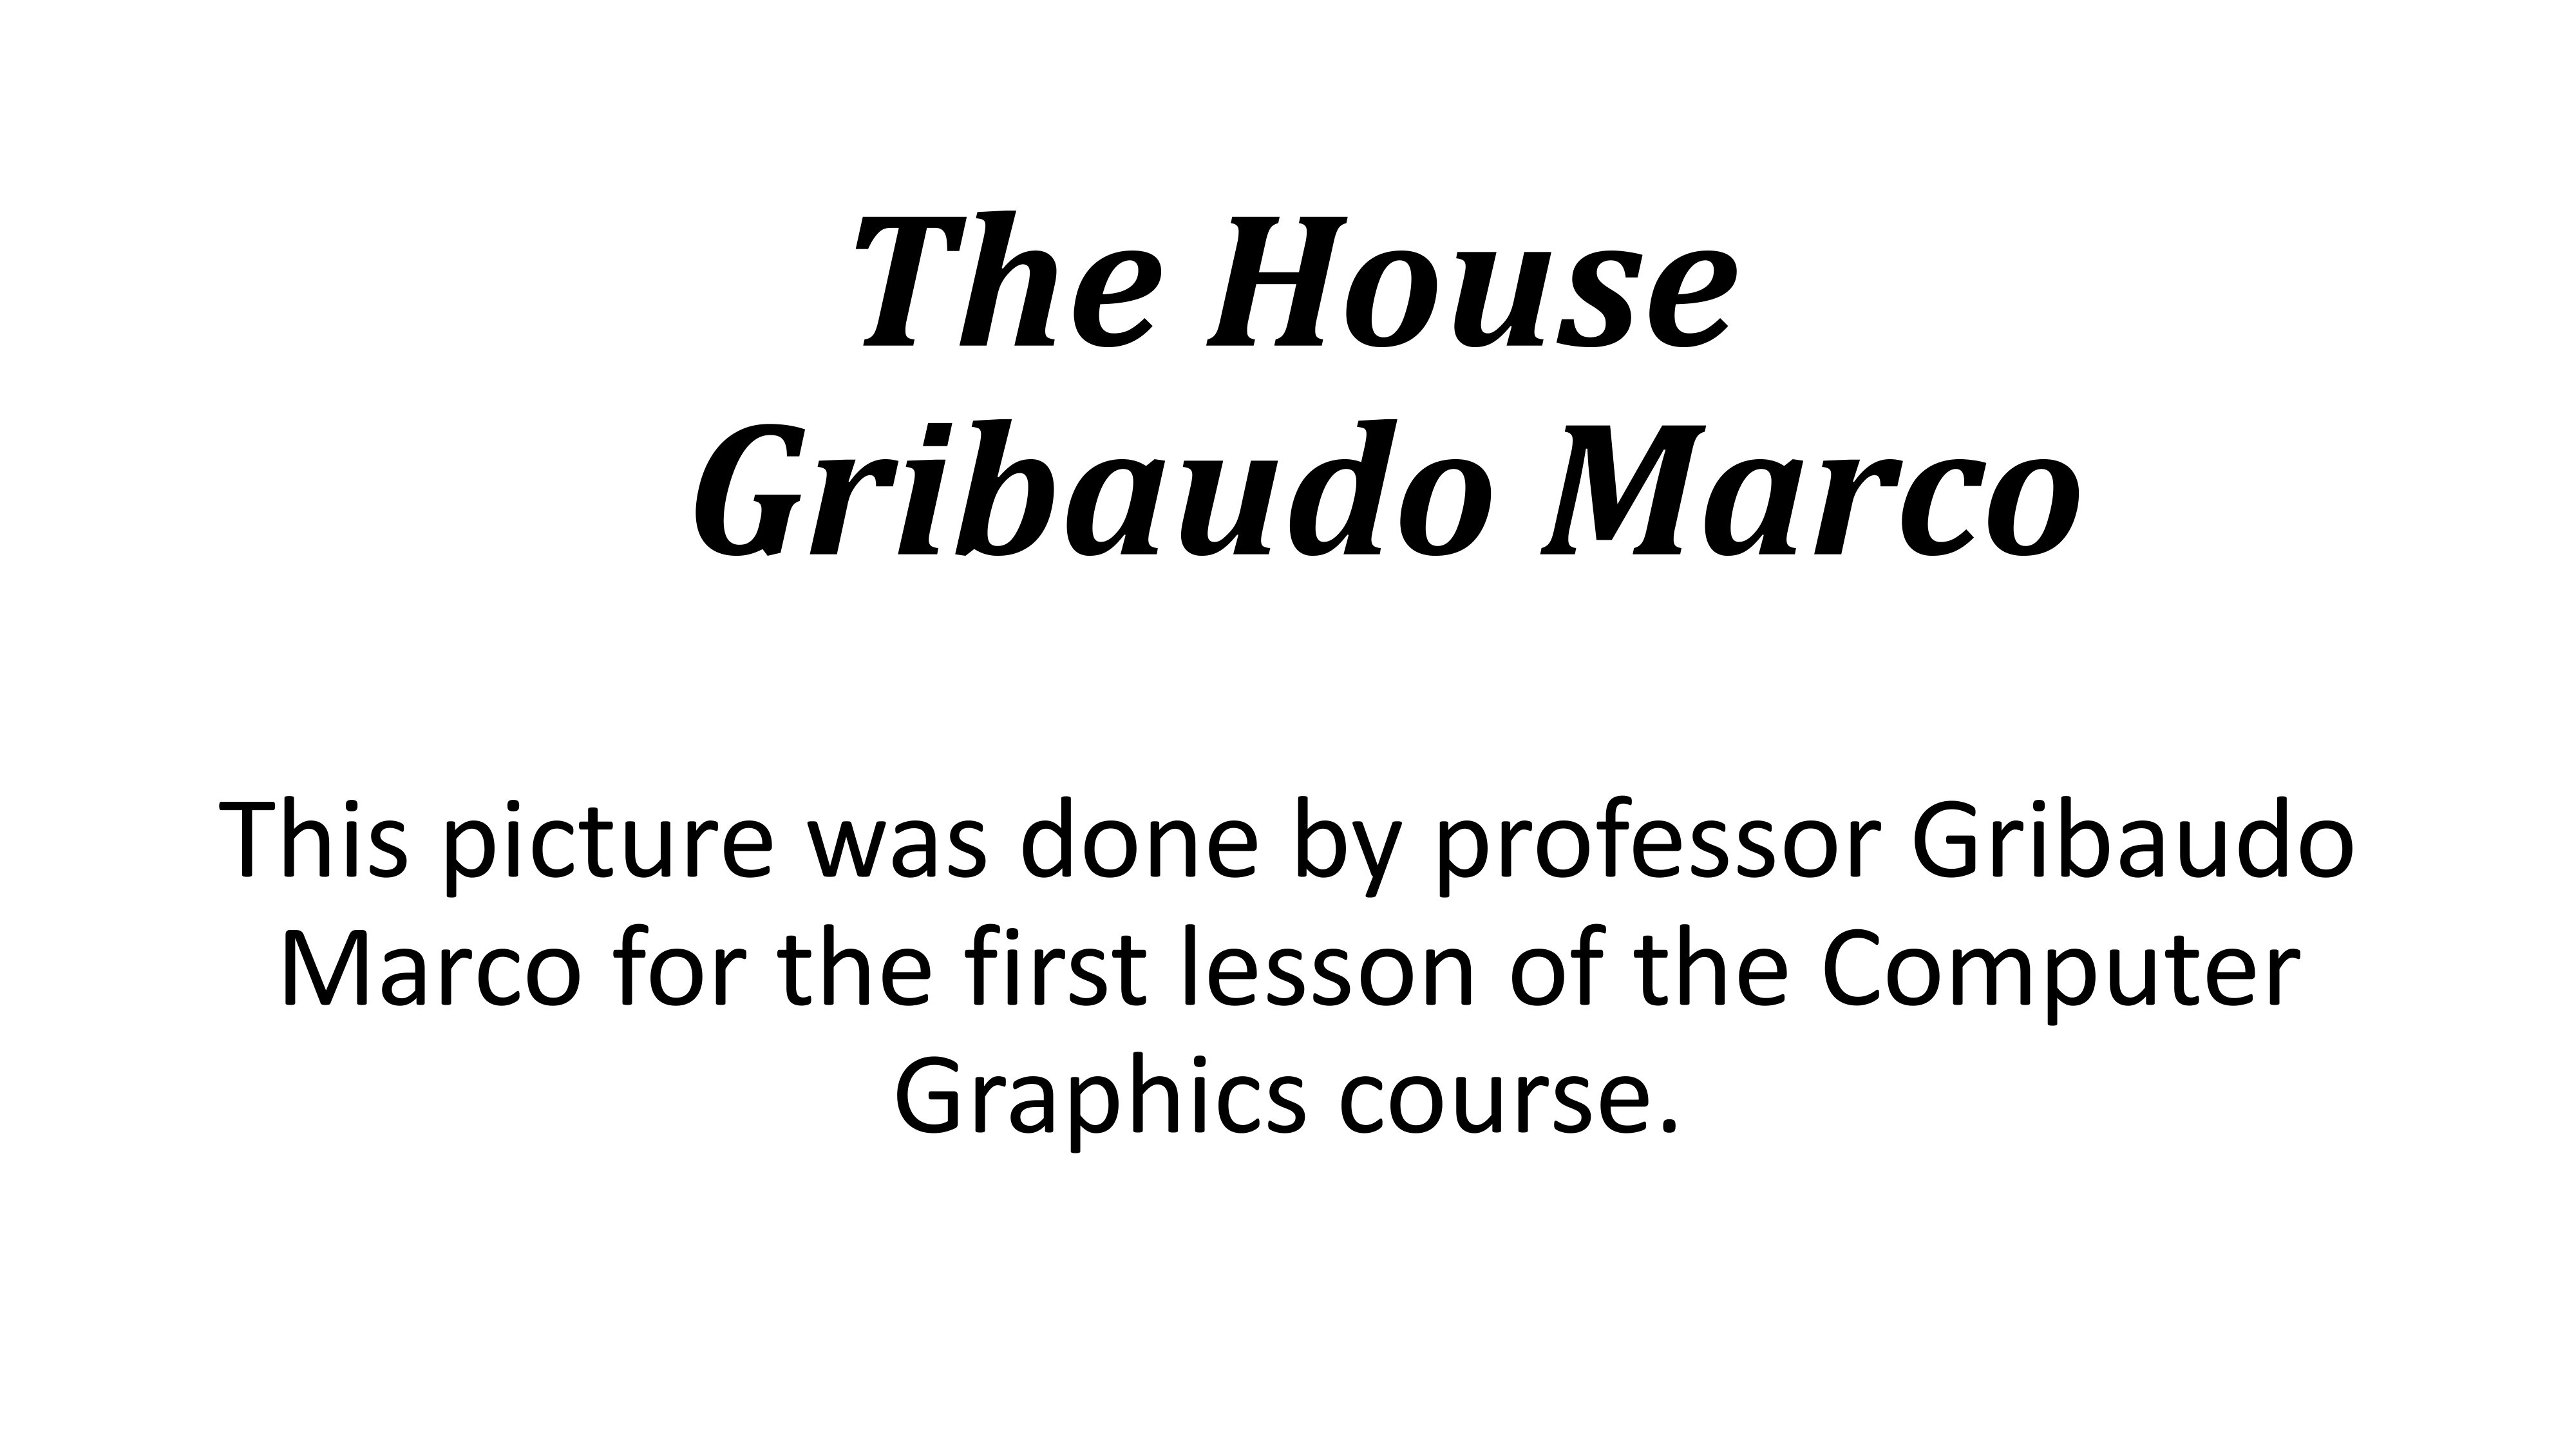 The House
Gribaudo Marco
This picture was done by professor Gribaudo
Marco for the first lesson of the Computer
Graphics course.